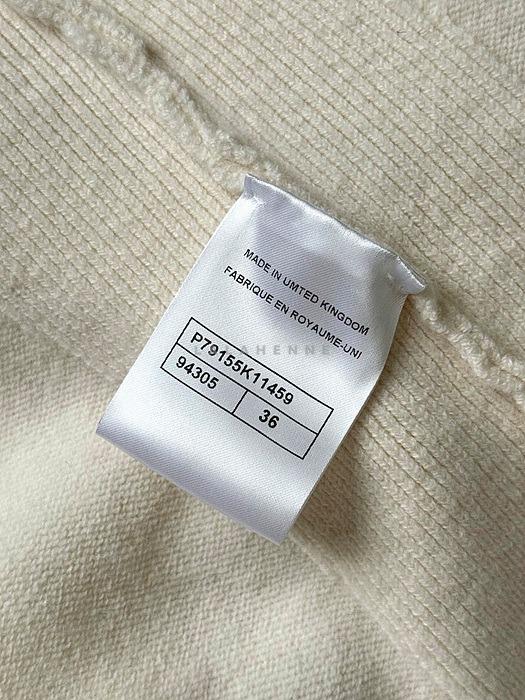 MADE IN UMTED KINGDOM
FABRIQUE EN ROYAUME-UNI
P79155K11459
94305 36